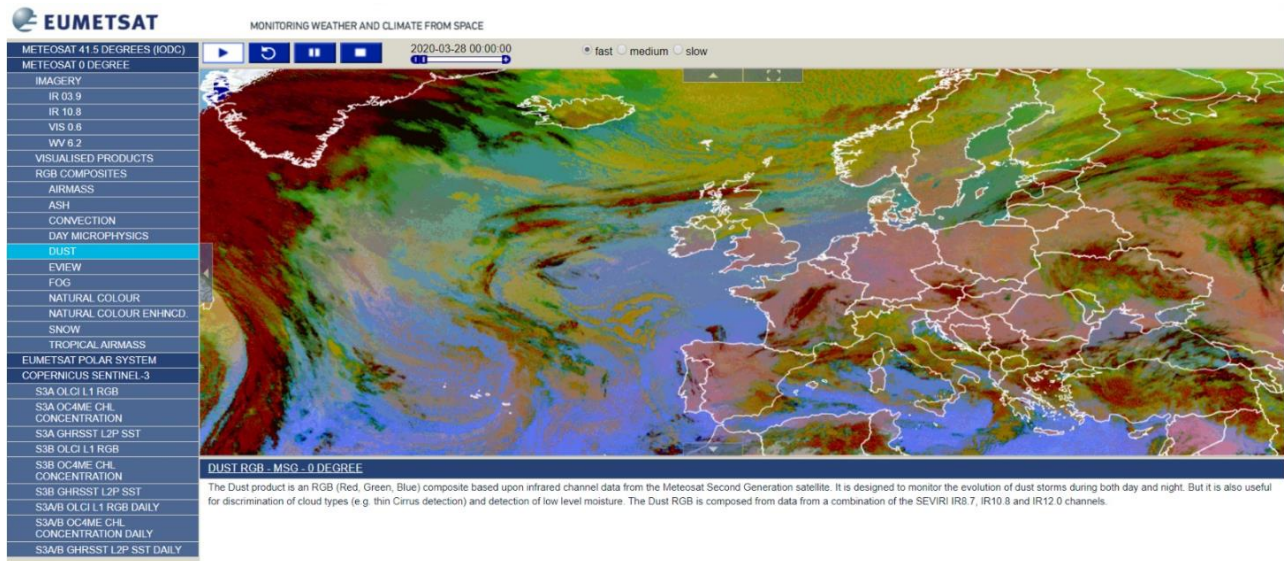 EUMETSAT
MONITORING WEATHER AND CLIMATE FROM SPACE
METEOSAT 41.5 DEGREES (IODC)
METEOSAT 0 DEGREE
IMAGERY
IR 03.9
IR 10.8
VIS 0.6
WV 6.2
VISUALISED PRODUCTS
RGB COMPOSITES
AIRMASS
ASH
CONVECTION
DAY MICROPHYSICS
DUST
EVIEW
FOG
NATURAL COLOUR
NATURAL COLOUR ENHNCD.
SNOW
TROPICAL AIRMASS
EUMETSAT POLAR SYSTEM
COPERNICUS SENTINEL-3
S3A OLCI L1 RGB
S3A OC4ME CHL
CONCENTRATION
S3A GHRSST L2P SST
S3B OLCI L1 RGB
S3B OC4ME CHL
CONCENTRATION
S3B GHRSST L2P SST
S3A/B OLCI L1 RGB DAILY
S3A/B OC4ME CHL
CONCENTRATION DAILY
S3A/B GHRSST L2P SST DAILY
2020-03-28 00:00:00
fast medium slow
DUST RGB - MSG - 0 DEGREE
The Dust product is an RGB (Red, Green, Blue) composite based upon infrared channel data from the Meteosat Second Generation satellite. It is designed to monitor the evolution of dust storms during both day and night. But it is also useful
for discrimination of cloud types (e.g. thin Cirrus detection) and detection of low level moisture. The Dust RGB is composed from data from a combination of the SEVIRI IR8.7, IR10.8 and IR12.0 channels.